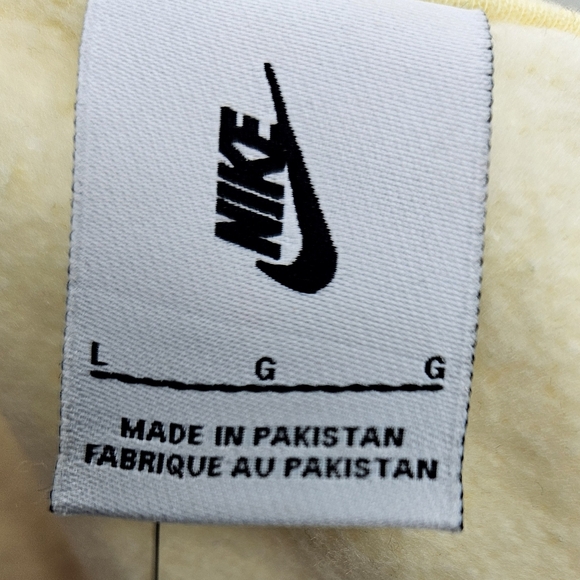 NIKE
L G G
MADE IN PAKISTAN
FABRIQUE AU PAKISTAN